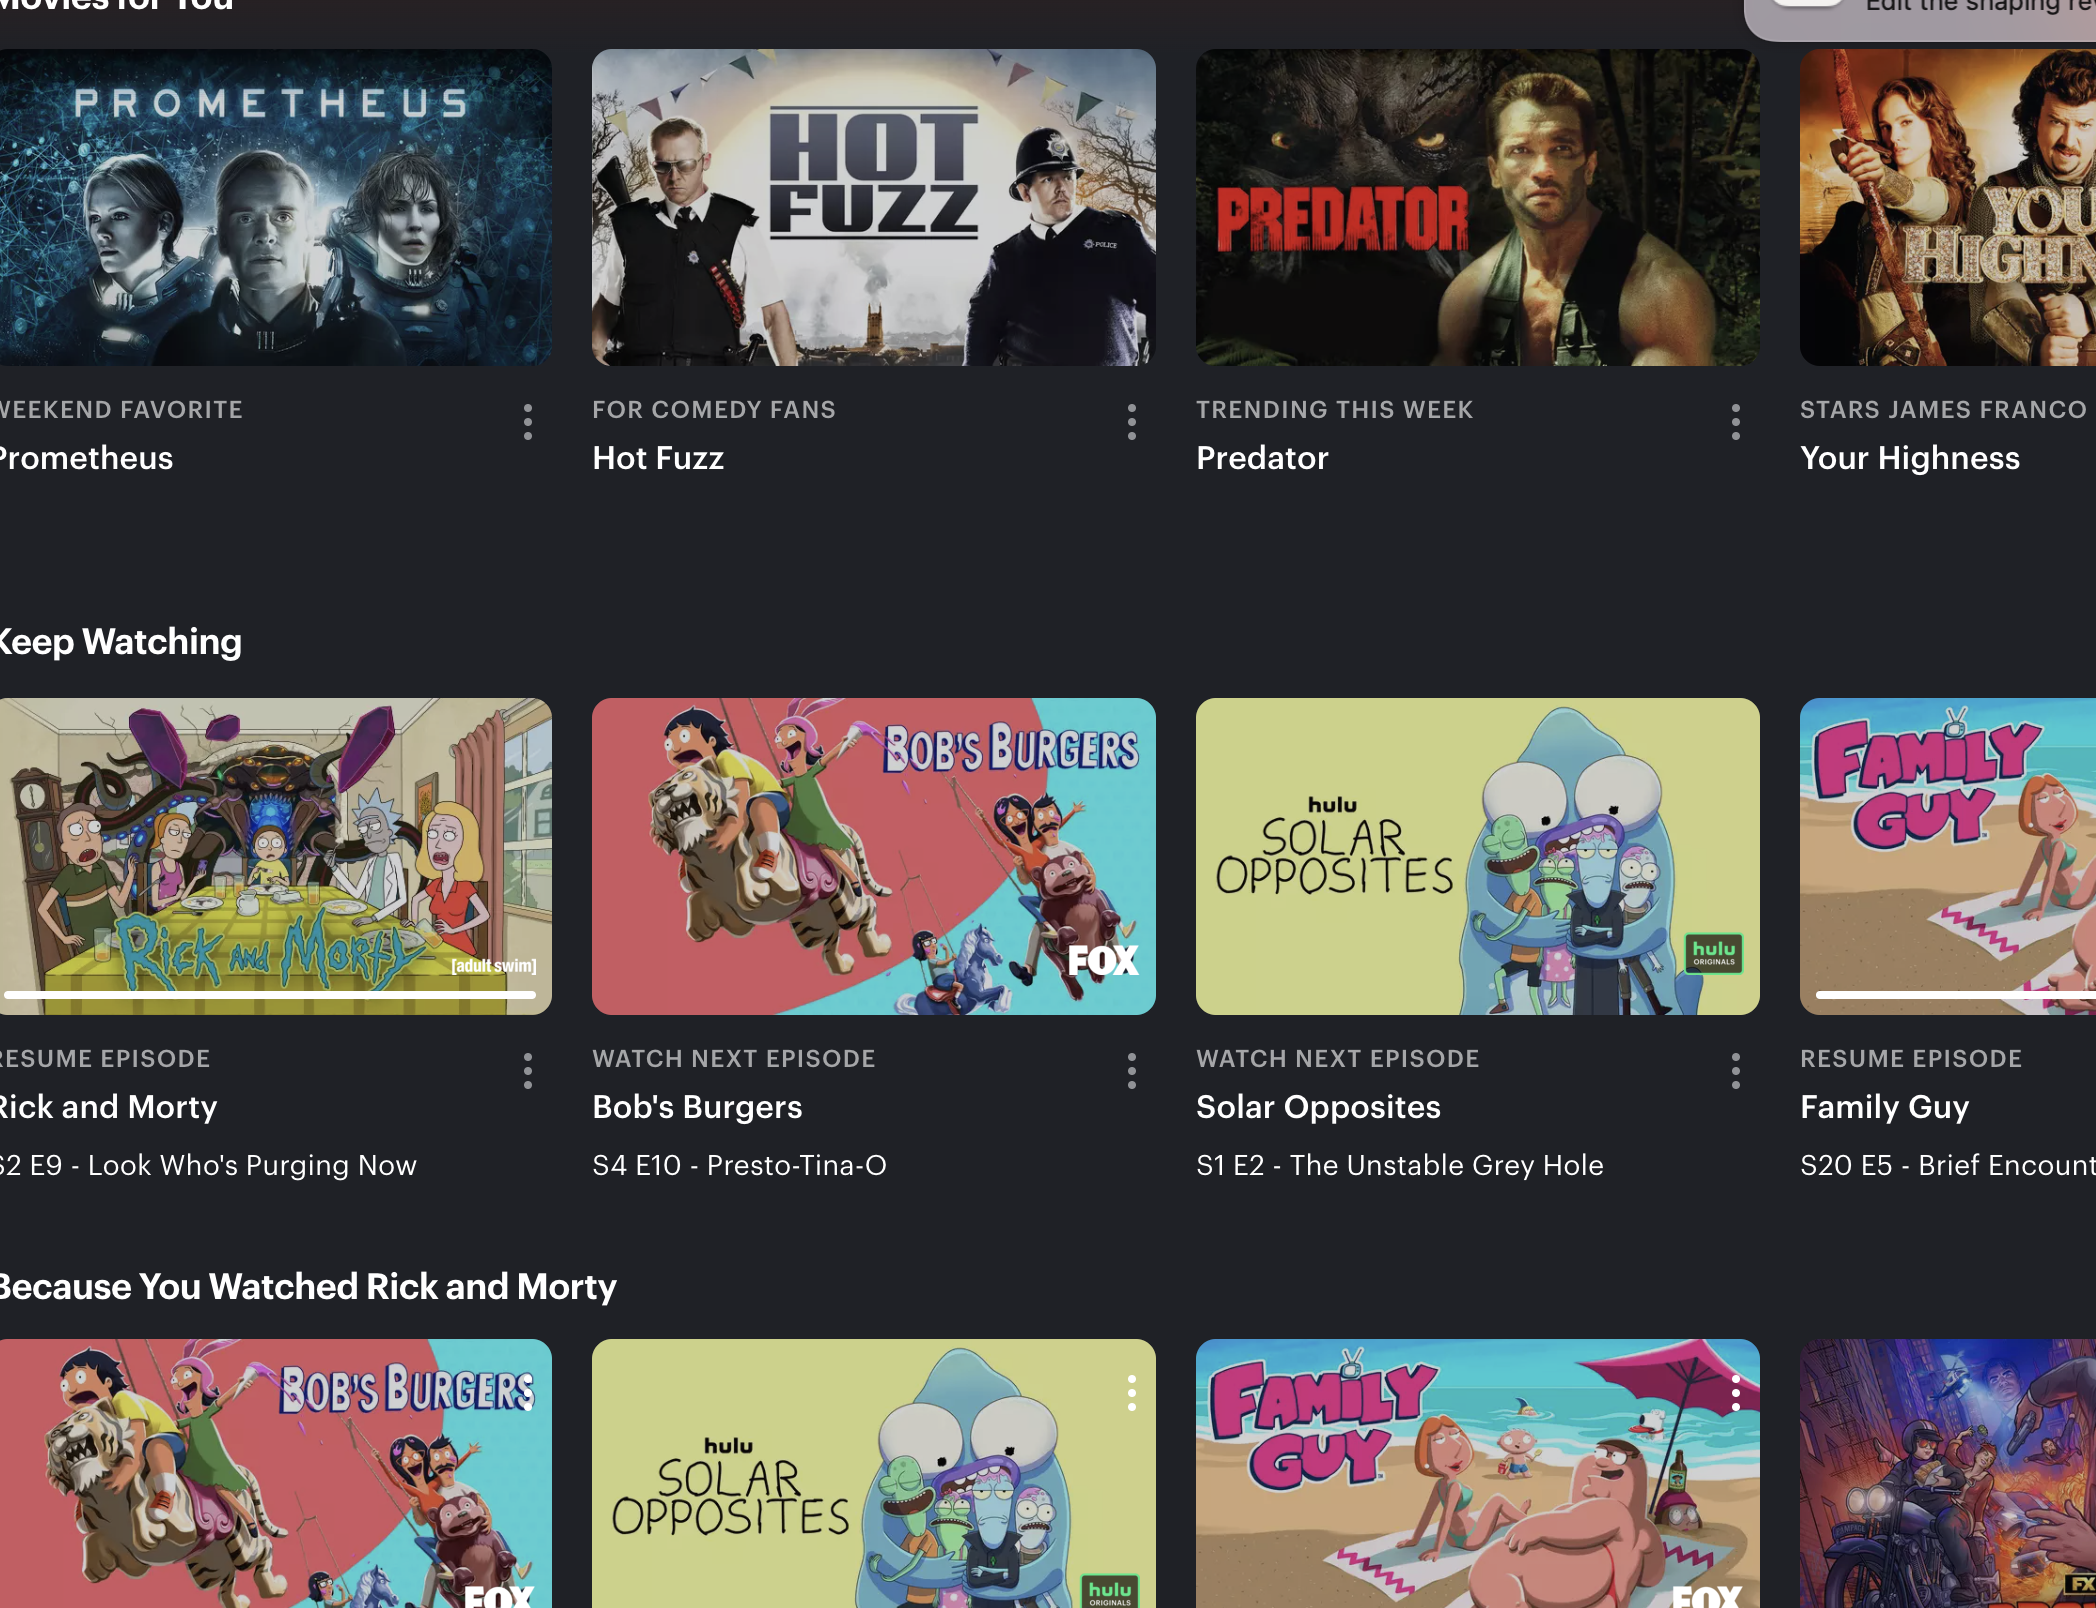 Movies for You
Edit the shaping
PROMETHEUS
HOT
FUZZ
POLICE
PREDATOR
YOU
HIGHN
WEEKEND FAVORITE
Prometheus
FOR COMEDY FANS
Hot Fuzz
TRENDING THIS WEEK
Predator
STARS JAMES FRANCO
Your Highness
Keep Watching
RICK AND MORTY
[adult swim]
BOB'S BURGERS
FOX
hulu
SOLAR
OPPOSITES
hulu
ORIGINALS
FAMILY
GUY
RESUME EPISODE
Rick and Morty
S2 E9 - Look Who's Purging Now
WATCH NEXT EPISODE
Bob's Burgers
S4 E10 - Presto-Tina-O
WATCH NEXT EPISODE
Solar Opposites
S1 E2 - The Unstable Grey Hole
RESUME EPISODE
Family Guy
S20 E5 - Brief Encount
Because You Watched Rick and Morty
BOB'S BURGERS
FOX
hulu
SOLAR
OPPOSITES
hulu
ORIGINALS
FAMILY
GUY
FOX
FX